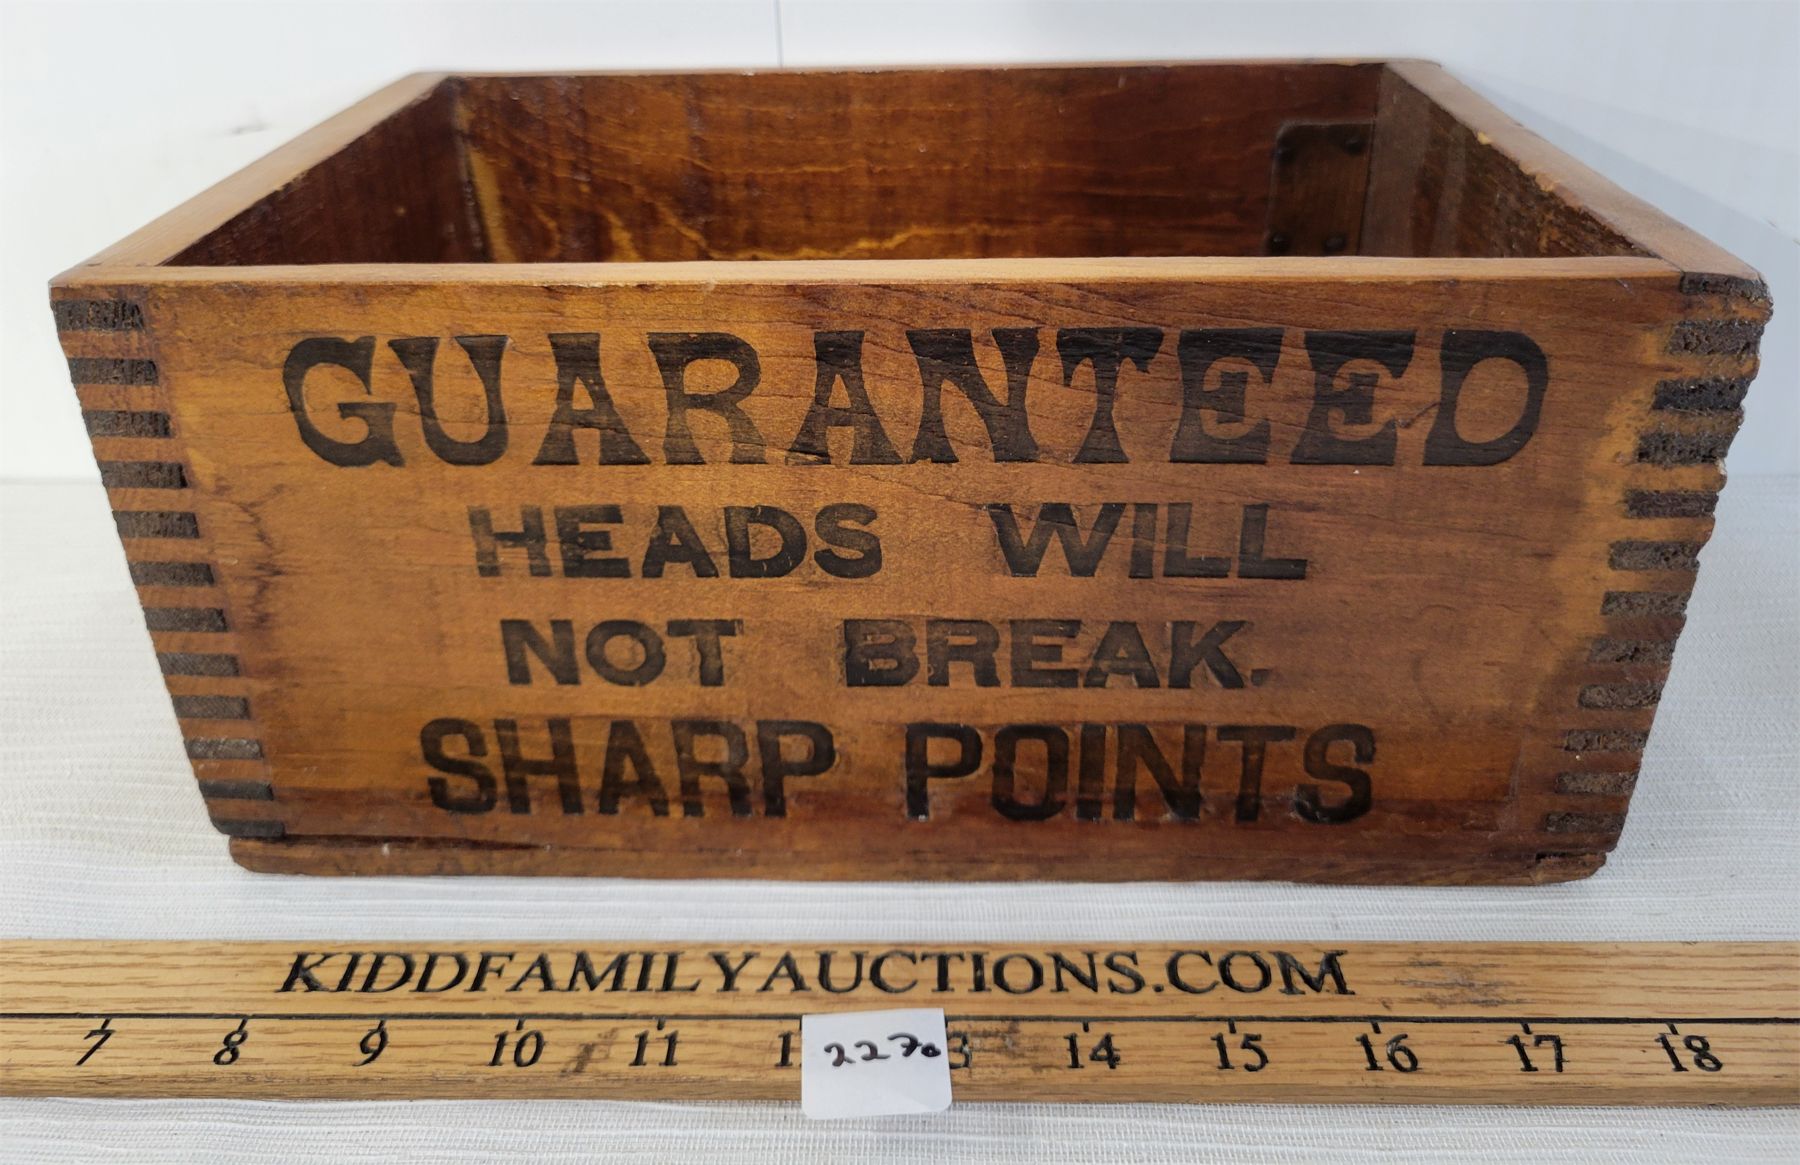 GUARANTEED
HEADS WILL
NOT BREAK.
SHARP POINTS
KIDDFAMILYAUCTIONS.COM
7 8 9 10 11 1 3 14 15 16 17 18
2270